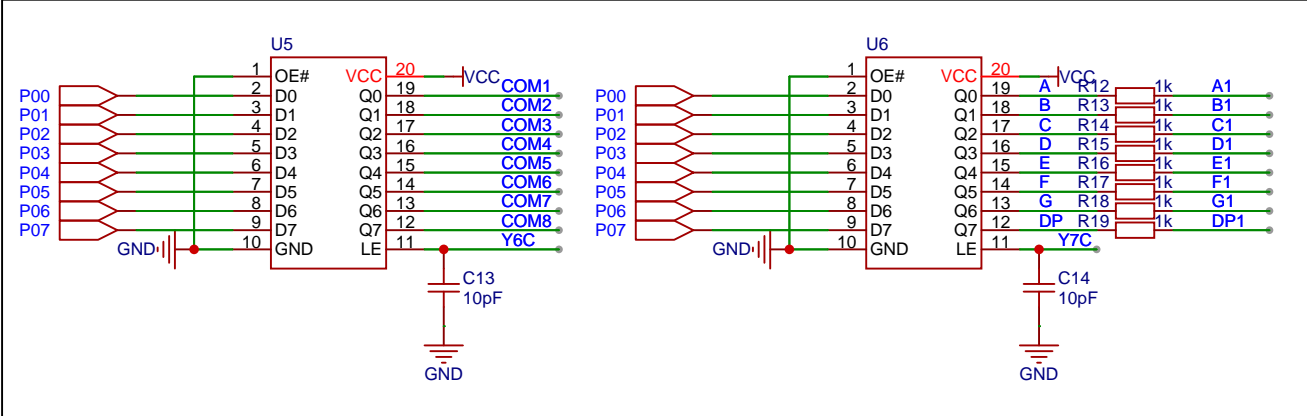 U5 U6
1 OE# VCC 20 VCC 1 OE# VCC 20 VCC
P00 2 D0 Q0 19 COM1 P00 2 D0 Q0 19 A R12 1k A1
P01 3 D1 Q1 18 COM2 P01 3 D1 Q1 18 B R13 1k B1
P02 4 D2 Q2 17 COM3 P02 4 D2 Q2 17 C R14 1k C1
P03 5 D3 Q3 16 COM4 P03 5 D3 Q3 16 D R15 1k D1
P04 6 D4 Q4 15 COM5 P04 6 D4 Q4 15 E R16 1k E1
P05 7 D5 Q5 14 COM6 P05 7 D5 Q5 14 F R17 1k F1
P06 8 D6 Q6 13 COM7 P06 8 D6 Q6 13 G R18 1k G1
P07 9 D7 Q7 12 COM8 P07 9 D7 Q7 12 DP R19 1k DP1
GND 10 GND LE 11 Y6C GND 10 GND LE 11 Y7C
C13 C14
10pF 10pF
GND GND